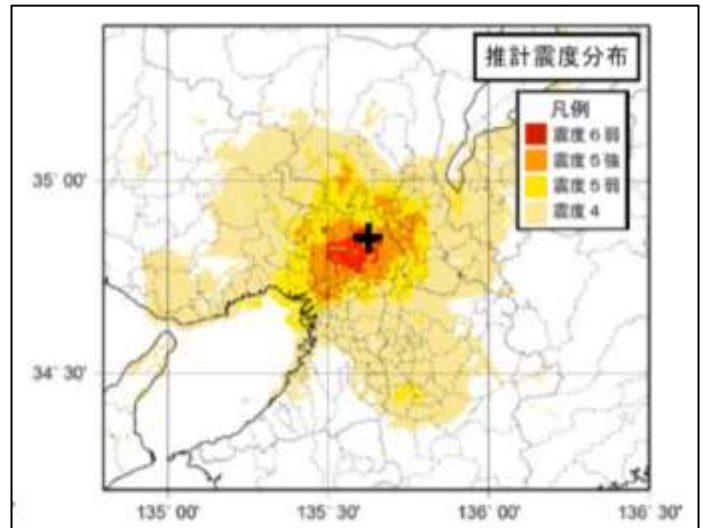 推計震度分布
凡例
震度6弱
震度5強
震度5弱
震度4
35° 00'
34° 30'
135° 00'
135° 30'
136° 00'
136° 30'